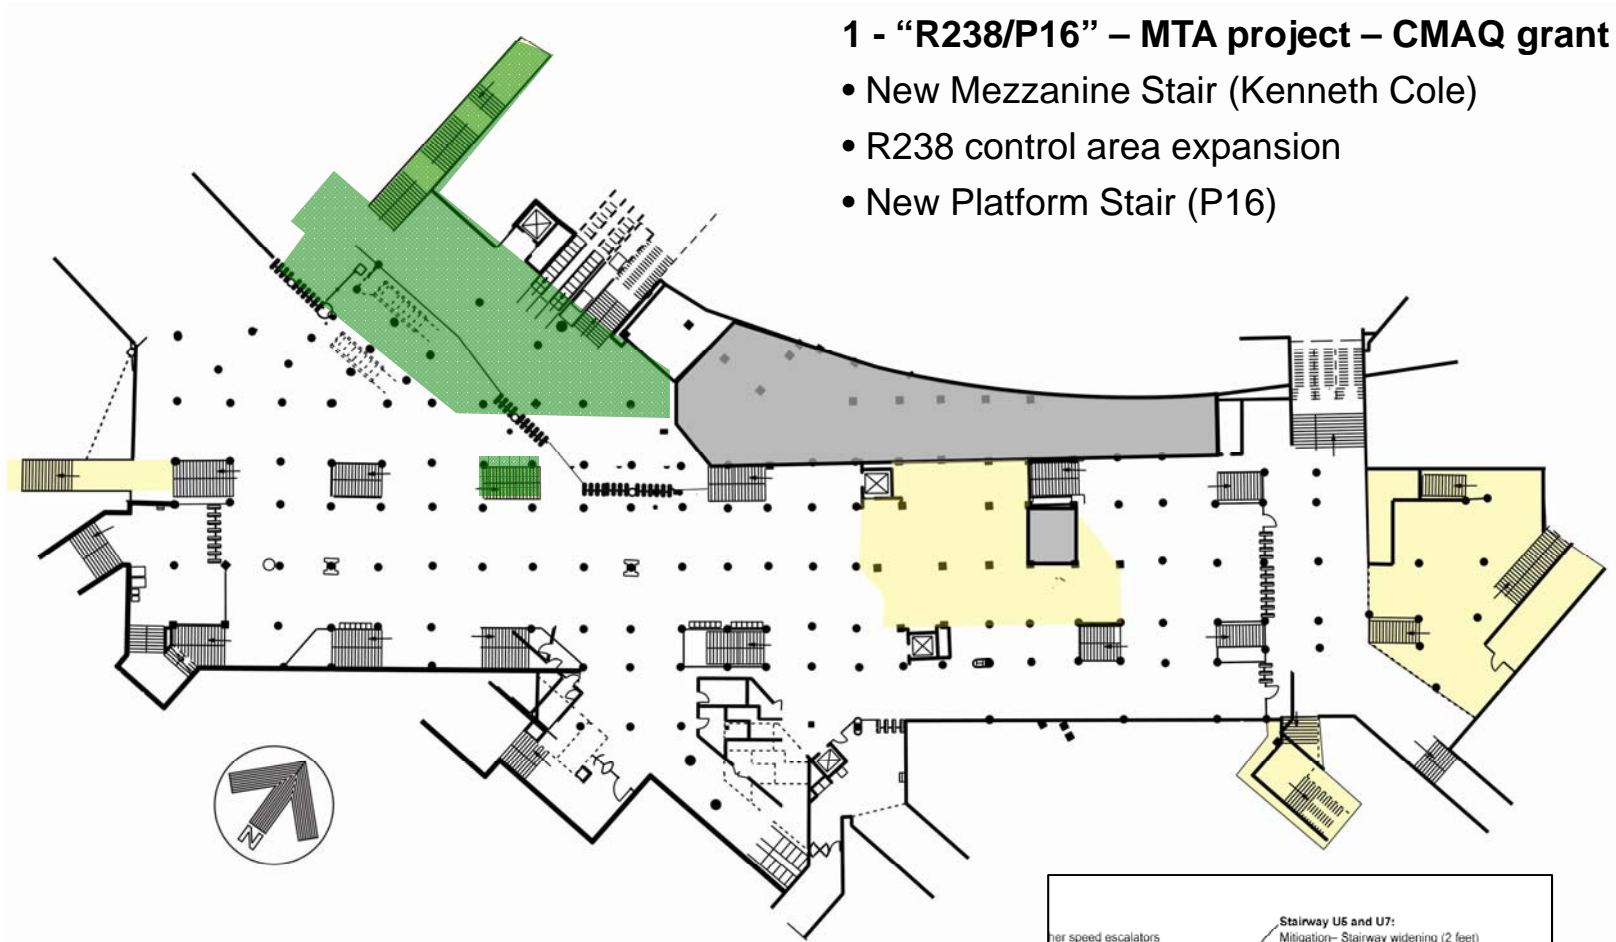 1 - “R238/P16” – MTA project – CMAQ grant
• New Mezzanine Stair (Kenneth Cole)
• R238 control area expansion
• New Platform Stair (P16)
N
Stairway U5 and U7:
her speed escalators
Mitigation– Stairway widening (2 feet)